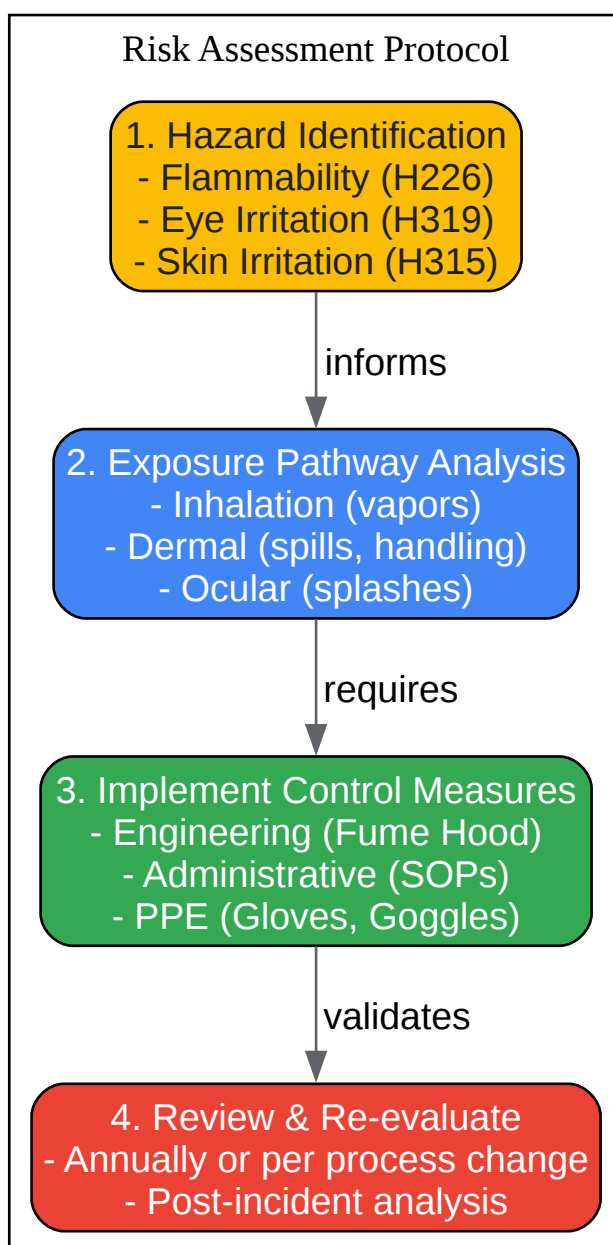 Risk Assessment Protocol
1. Hazard Identification
- Flammability (H226)
- Eye Irritation (H319)
- Skin Irritation (H315)
informs
2. Exposure Pathway Analysis
- Inhalation (vapors)
- Dermal (spills, handling)
- Ocular (splashes)
requires
3. Implement Control Measures
- Engineering (Fume Hood)
- Administrative (SOPs)
- PPE (Gloves, Goggles)
validates
4. Review & Re-evaluate
- Annually or per process change
- Post-incident analysis